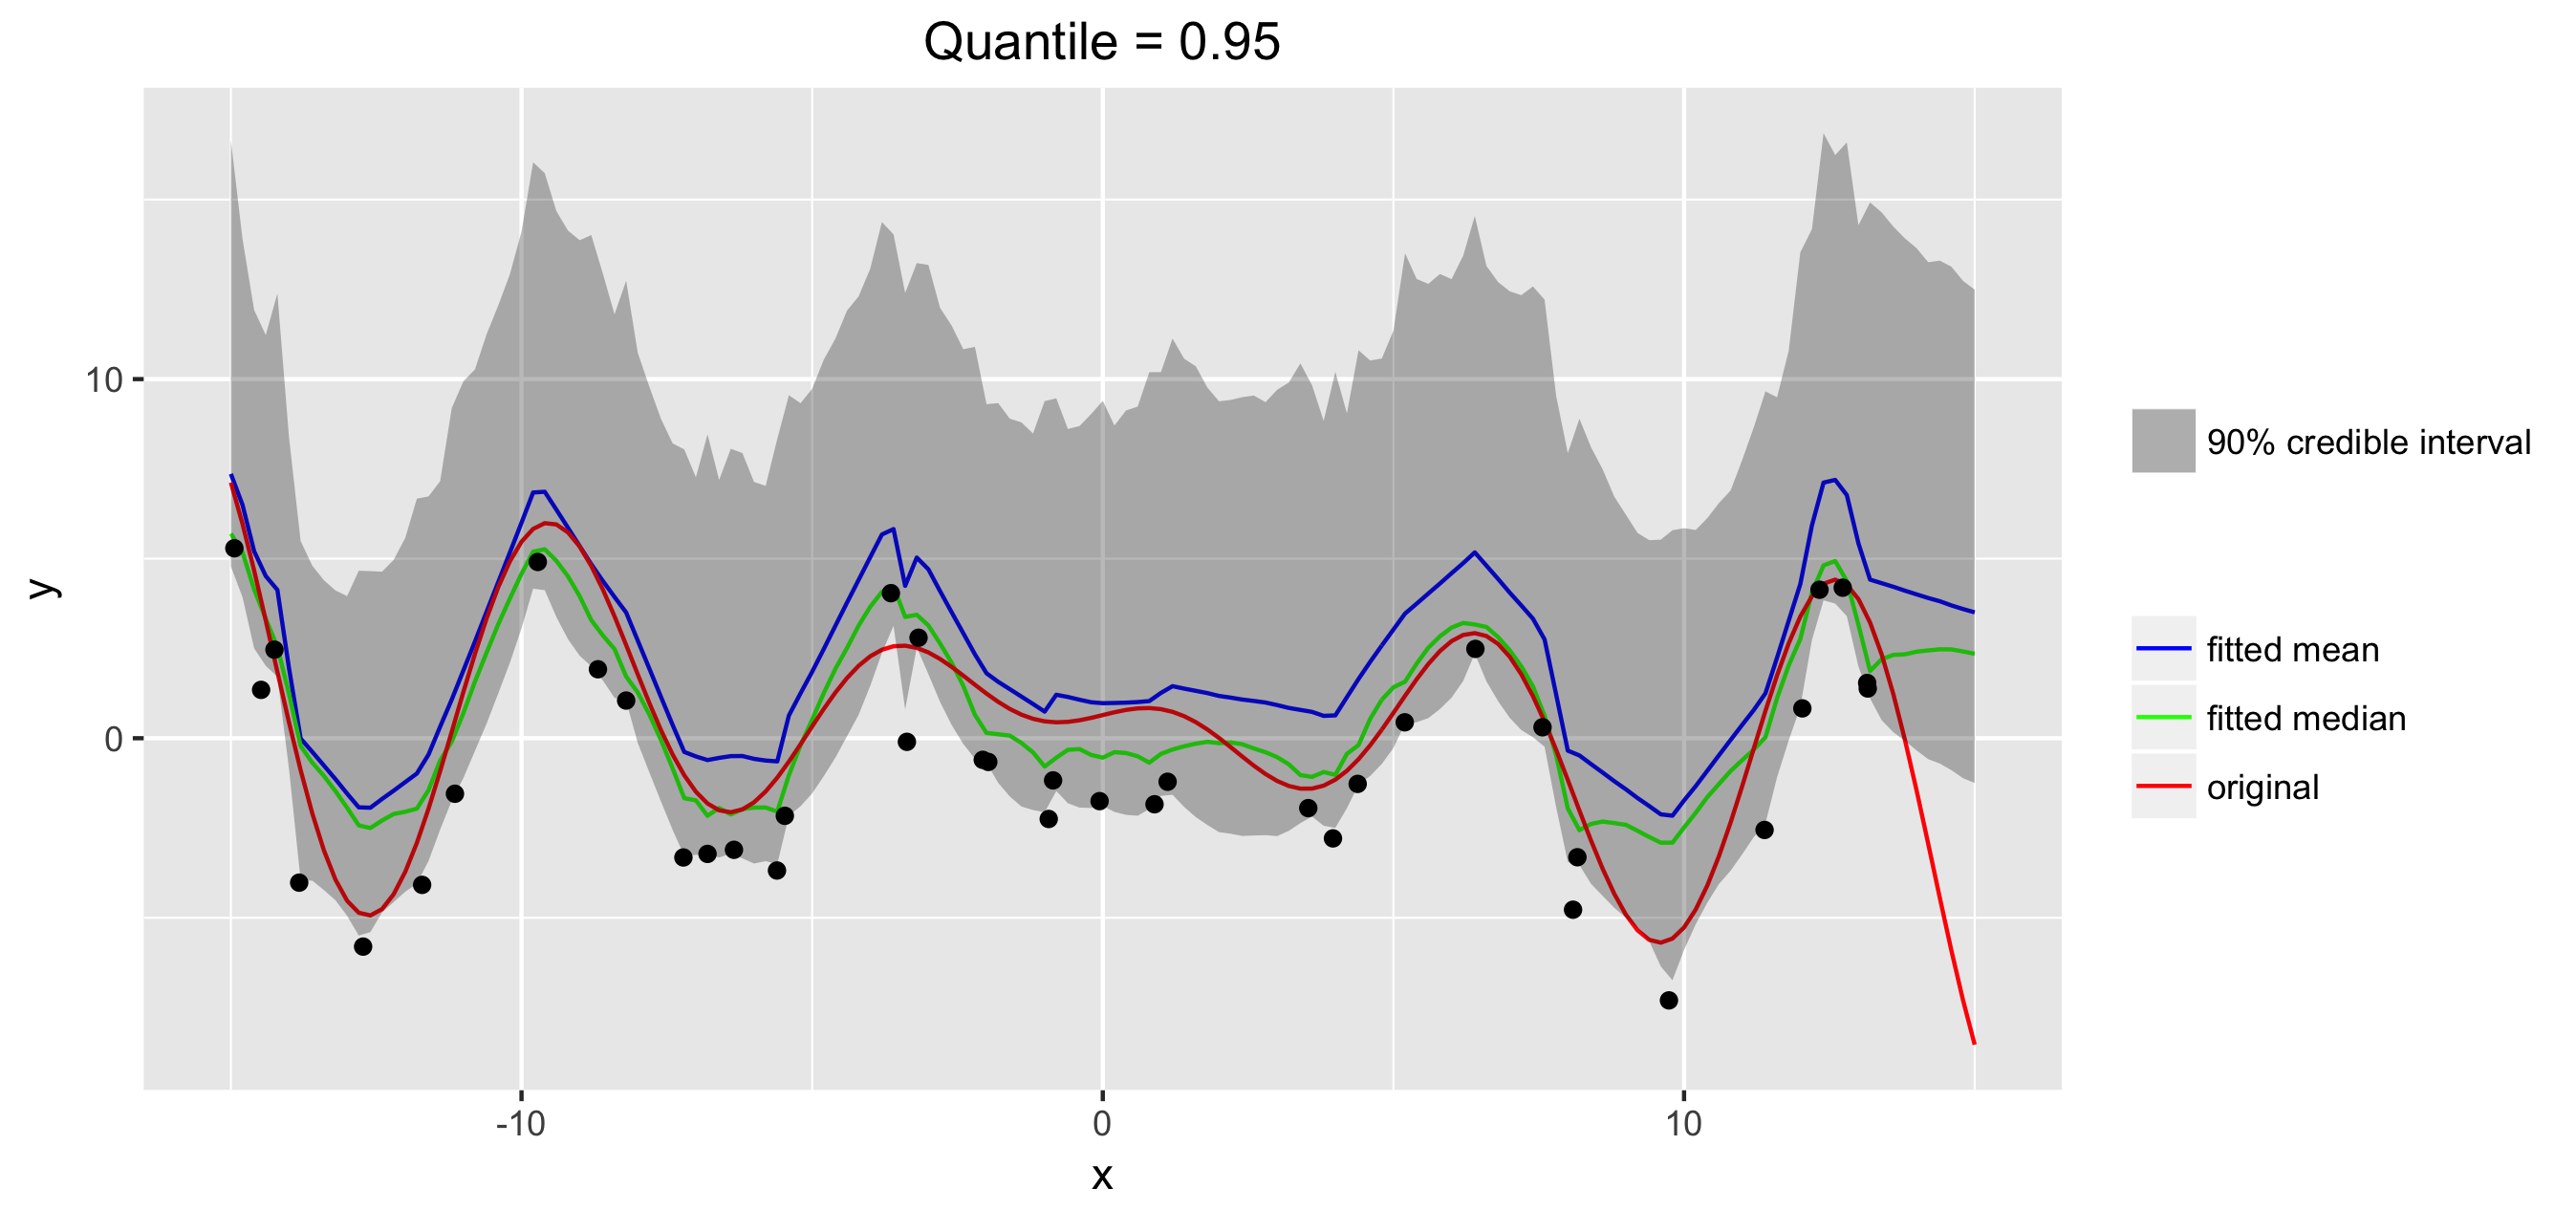 Quantile = 0.95
y
10
0
-10
0
10
x
90% credible interval
fitted mean
fitted median
original